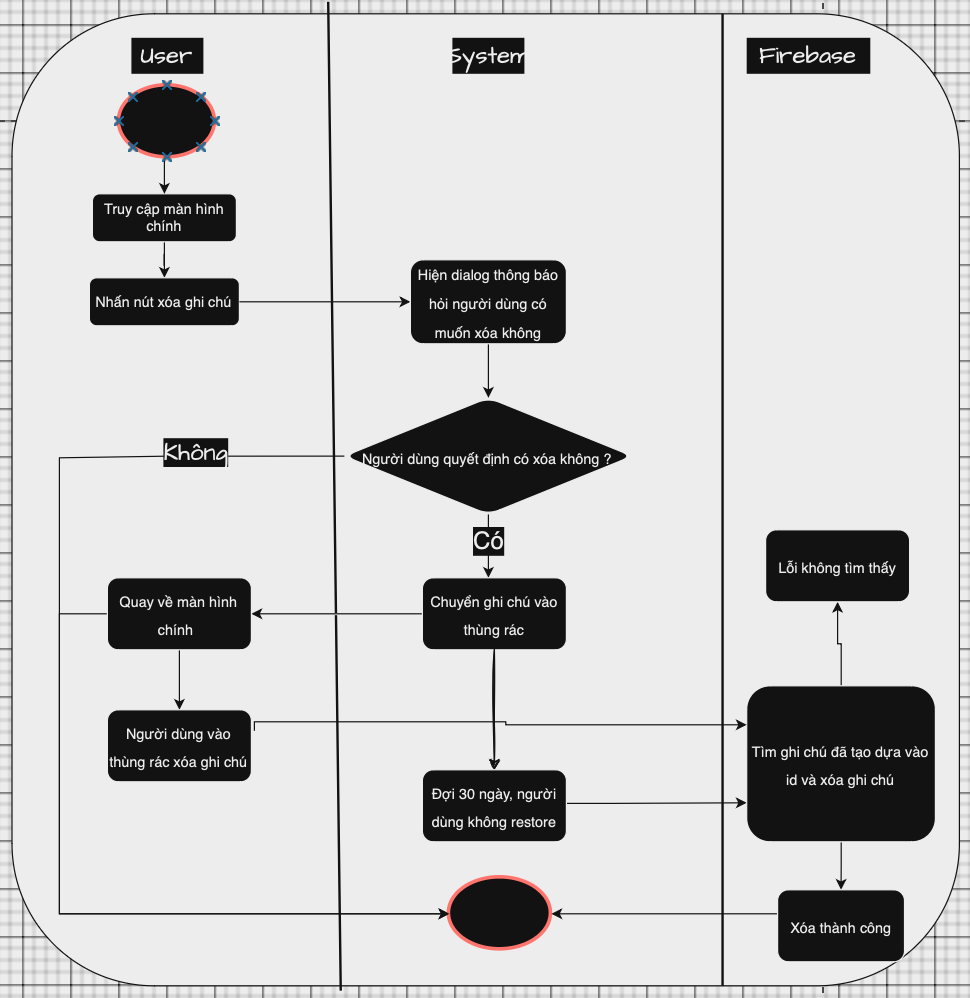 User
System
Firebase
Truy cập màn hình
chính
Nhấn nút xóa ghi chú
Hiện dialog thông báo
hỏi người dùng có
muốn xóa không
Không
Người dùng quyết định có xóa không ?
Có
Lỗi không tìm thấy
Quay về màn hình
chính
Chuyển ghi chú vào
thùng rác
Người dùng vào
thùng rác xóa ghi chú
Tìm ghi chú đã tạo dựa vào
id và xóa ghi chú
Đợi 30 ngày, người
dùng không restore
Xóa thành công